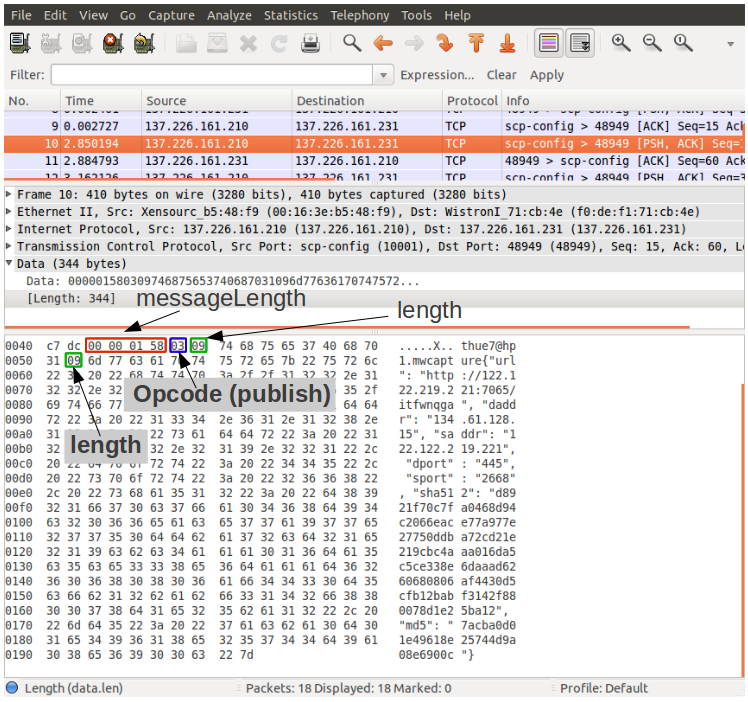 File Edit View Go Capture Analyze Statistics Telephony Tools Help
Filter: Expression... Clear Apply
No. Time Source Destination Protocol Info
9 0.002727 137.226.161.210 137.226.161.231 TCP scp-config > 48949 [ACK] Seq=15 Ack
10 2.850194 137.226.161.210 137.226.161.231 TCP scp-config > 48949 [PSH, ACK] Seq=
11 2.884793 137.226.161.231 137.226.161.210 TCP 48949 > scp-config [ACK] Seq=60 Ack
Frame 10: 410 bytes on wire (3280 bits), 410 bytes captured (3280 bits)
Ethernet II, Src: Xensourc_b5:48:f9 (00:16:3e:b5:48:f9), Dst: WistronI_71:cb:4e (f0:de:f1:71:cb:4e)
Internet Protocol, Src: 137.226.161.210 (137.226.161.210), Dst: 137.226.161.231 (137.226.161.231)
Transmission Control Protocol, Src Port: scp-config (10001), Dst Port: 48949 (48949), Seq: 15, Ack: 60, L
Data (344 bytes)
Data: 000001580309746875653740687031096d77636170747572...
[Length: 344]
messageLength
length
0040 c7 dc 00 00 01 58 03 09 74 68 75 65 37 40 68 70 .....X.. thue7@hp
0050 31 09 6d 77 63 61 70 74 75 72 65 7b 22 75 72 6c 1.mwcapt ure{"url
0060 22 3a 20 22 68 74 74 70 3a 2f 2f 31 32 32 2e 31 ": "http ://122.1
0070 32 32 2e 32 35 2f 22.219.2 21:7065/
0080 69 74 66 77 64 64 itfwnqga ", "dadd
Opcode (publish)
0090 72 22 3a 20 22 31 33 34 2e 36 31 2e 31 32 38 2e r": "134 .61.128.
00a0 31 22 73 61 64 64 72 22 3a 20 22 31 15", "sa ddr": "1
length
00b0 32 32 2e 32 31 39 2e 32 32 31 22 2c 22.122.2 19.221",
00c0 20 22 64 70 6f 72 74 22 3a 20 22 34 34 35 22 2c "dport" : "445",
00d0 20 22 73 70 6f 72 74 22 3a 20 22 32 36 36 38 22 "sport" : "2668"
00e0 2c 20 22 73 68 61 35 31 32 22 3a 20 22 64 38 39 , "sha51 2": "d89
00f0 32 31 66 37 30 63 37 66 61 30 34 36 38 64 39 34 21f70c7f a0468d94
0100 63 32 30 36 36 65 61 63 65 37 37 61 39 37 37 65 c2066eac e77a977e
0110 32 37 37 35 30 64 64 62 61 37 32 63 64 32 31 65 27750ddb a72cd21e
0120 32 31 39 63 62 63 34 61 61 61 30 31 36 64 61 35 219cbc4a aa016da5
0130 63 35 63 65 33 33 38 65 36 64 61 61 61 64 36 32 c5ce338e 6daaad62
0140 36 30 36 38 30 38 30 36 61 66 34 34 33 30 64 35 60680806 af4430d5
0150 63 66 62 31 32 62 61 62 66 33 31 34 32 66 38 38 cfb12bab f3142f88
0160 30 30 37 38 64 31 65 32 35 62 61 31 32 22 2c 20 0078d1e2 5ba12",
0170 22 6d 64 35 22 3a 20 22 37 61 63 62 61 30 64 30 "md5": " 7acba0d0
0180 31 65 34 39 36 31 38 65 32 35 37 34 34 64 39 61 1e49618e 25744d9a
0190 30 38 65 36 39 30 30 63 22 7d 08e6900c "}
Length (data.len) Packets: 18 Displayed: 18 Marked: 0 Profile: Default